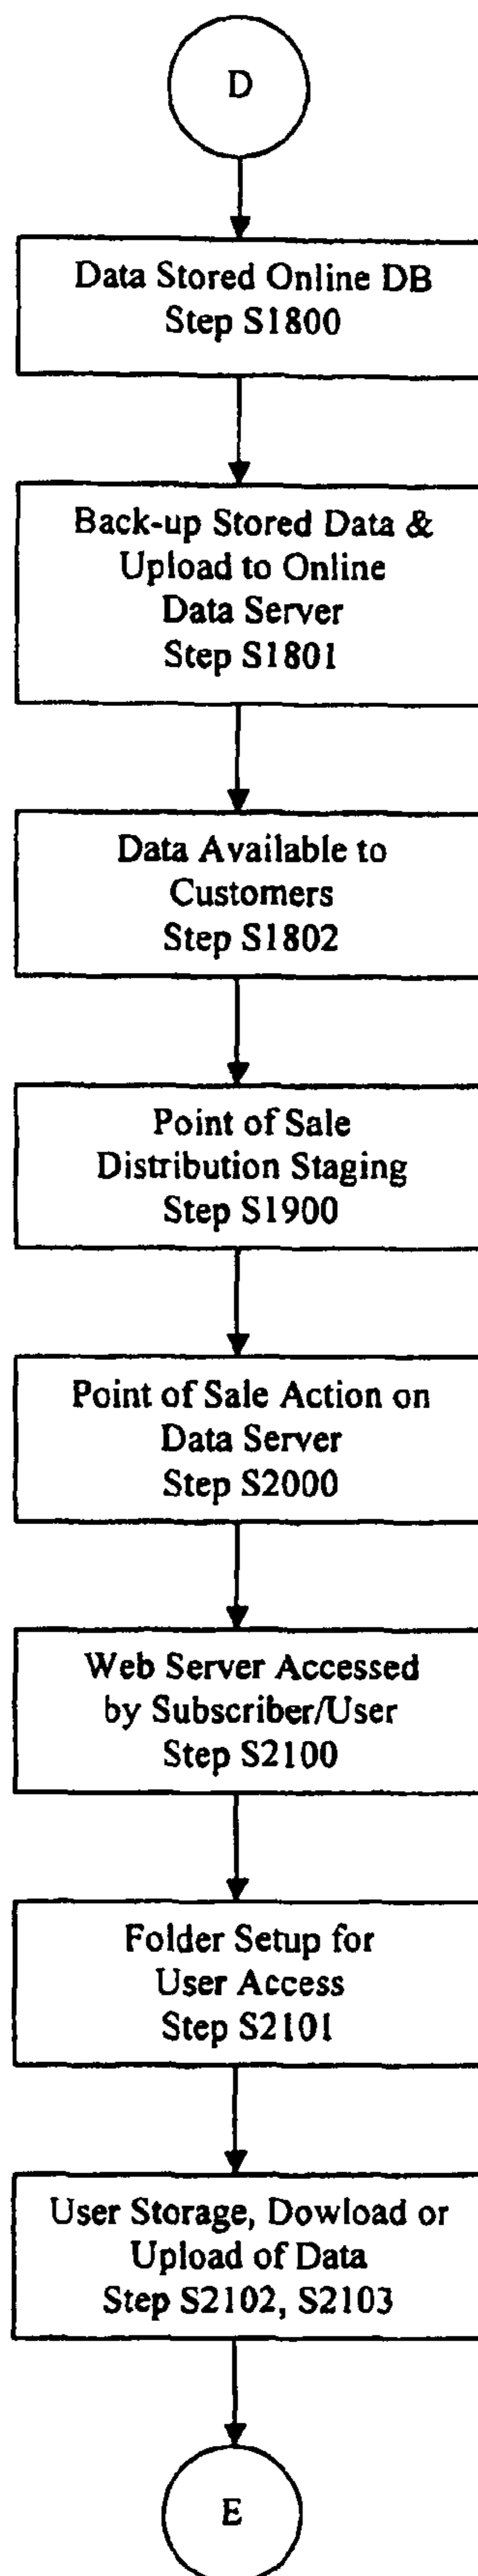 D
Data Stored Online DB
Step S1800
Back-up Stored Data &
Upload to Online
Data Server
Step S1801
Data Available to
Customers
Step S1802
Point of Sale
Distribution Staging
Step S1900
Point of Sale Action on
Data Server
Step S2000
Web Server Accessed
by Subscriber/User
Step S2100
Folder Setup for
User Access
Step S2101
User Storage, Dowload or
Upload of Data
Step S2102, S2103
E